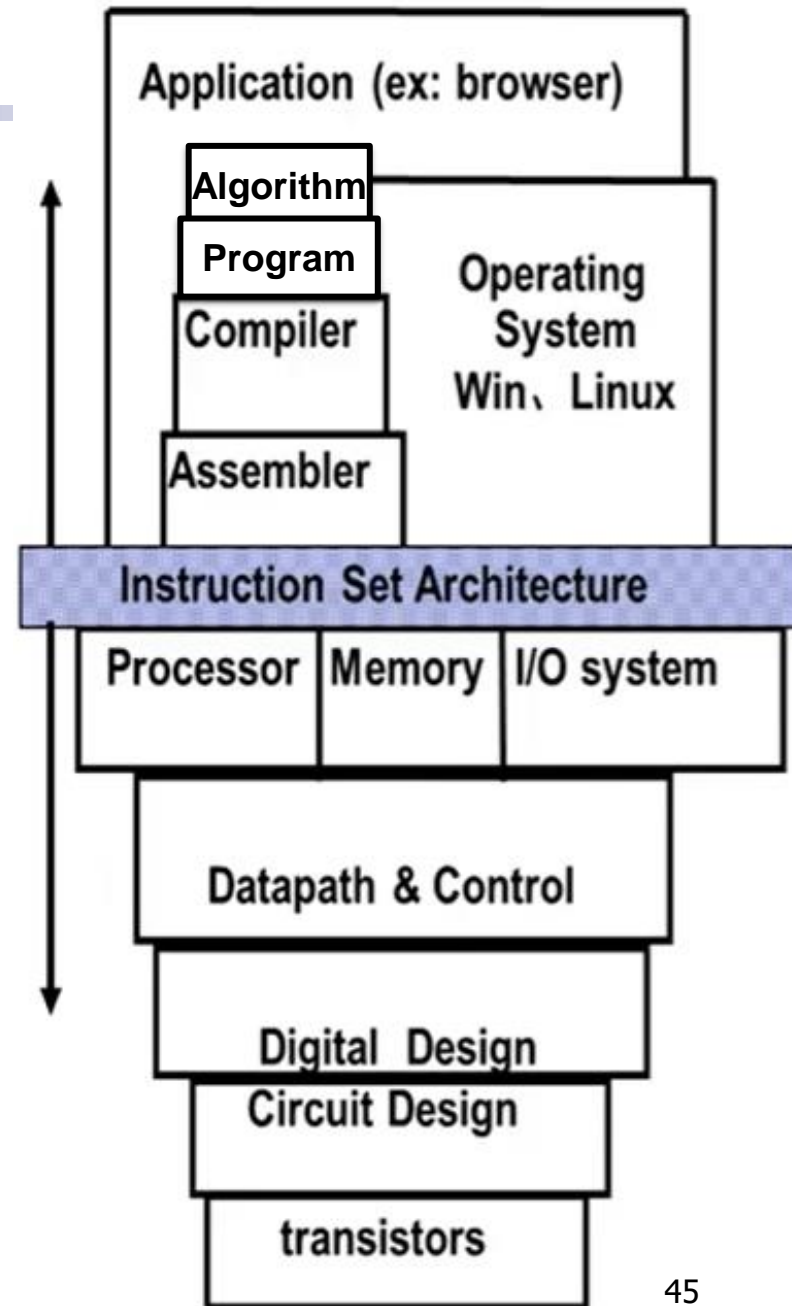 Application (ex: browser)
Algorithm
Program
Compiler
Assembler
Operating
System
Win、Linux
Instruction Set Architecture
Processor
Memory
I/O system
Datapath & Control
Digital Design
Circuit Design
transistors
45